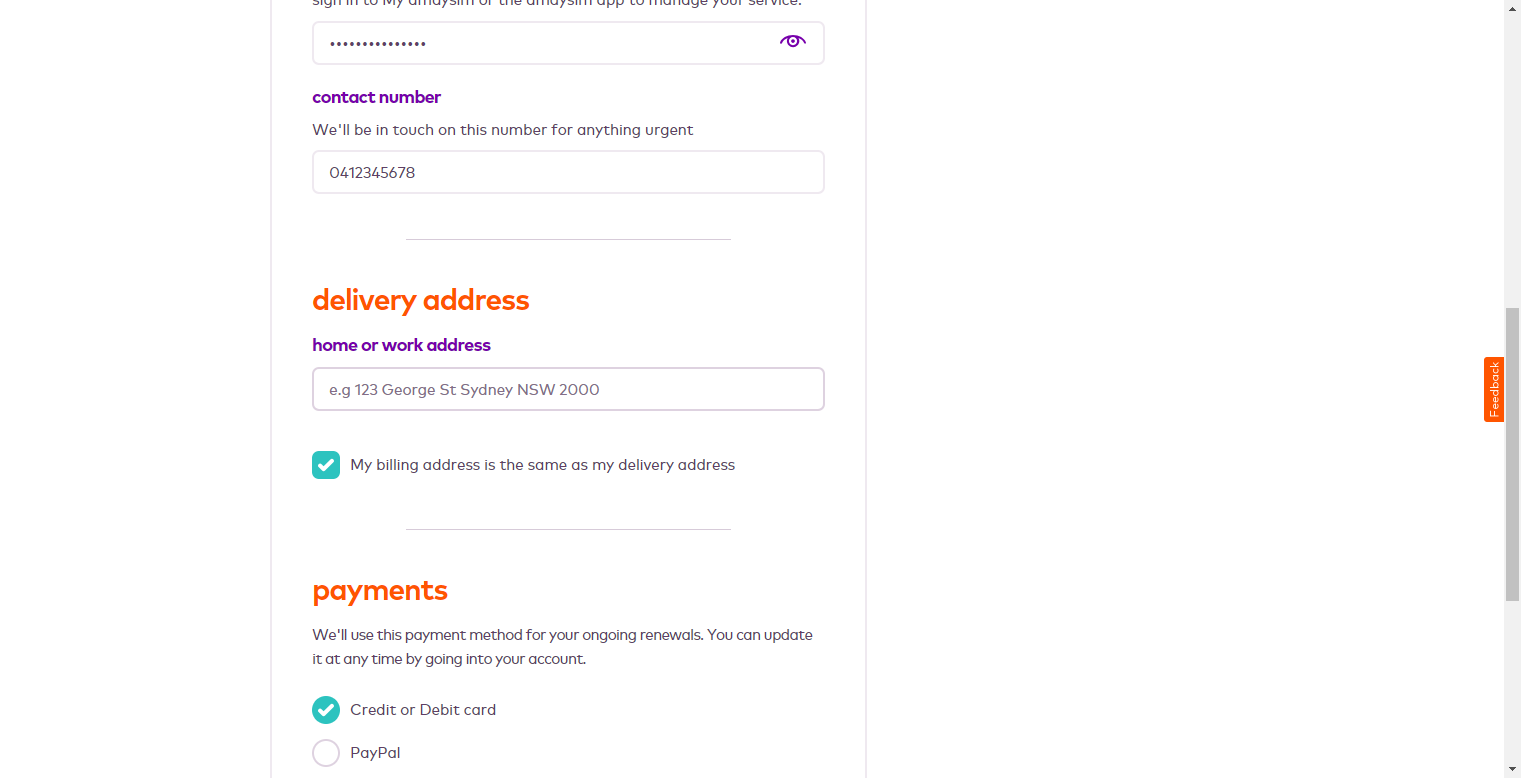 sign in to My amaysim or the amaysim app to manage your service.
•••••••••••••••
contact number
We'll be in touch on this number for anything urgent
0412345678
delivery address
home or work address
e.g 123 George St Sydney NSW 2000
My billing address is the same as my delivery address
payments
We'll use this payment method for your ongoing renewals. You can update
it at any time by going into your account.
Credit or Debit card
PayPal
Feedback